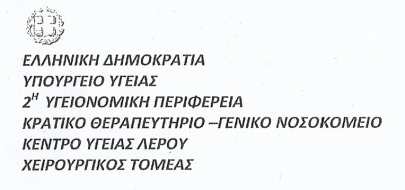 ΕΛΛΗΝΙΚΗ ΔΗΜΟΚΡΑΤΙΑ
ΥΠΟΥΡΓΕΙΟ ΥΓΕΙΑΣ
2Η ΥΓΕΙΟΝΟΜΙΚΗ ΠΕΡΙΦΕΡΕΙΑ
ΚΡΑΤΙΚΟ ΘΕΡΑΠΕΥΤΗΡΙΟ –ΓΕΝΙΚΟ ΝΟΣΟΚΟΜΕΙΟ
ΚΕΝΤΡΟ ΥΓΕΙΑΣ ΛΕΡΟΥ
ΧΕΙΡΟΥΡΓΙΚΟΣ ΤΟΜΕΑΣ